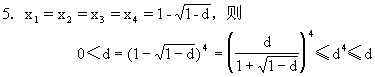 5. x₁=x₂=x₃=x₄=1-√(1-d), 则
0<d=(1-√(1-d))⁴=(d/(1+√(1-d)))⁴≤d⁴≤d